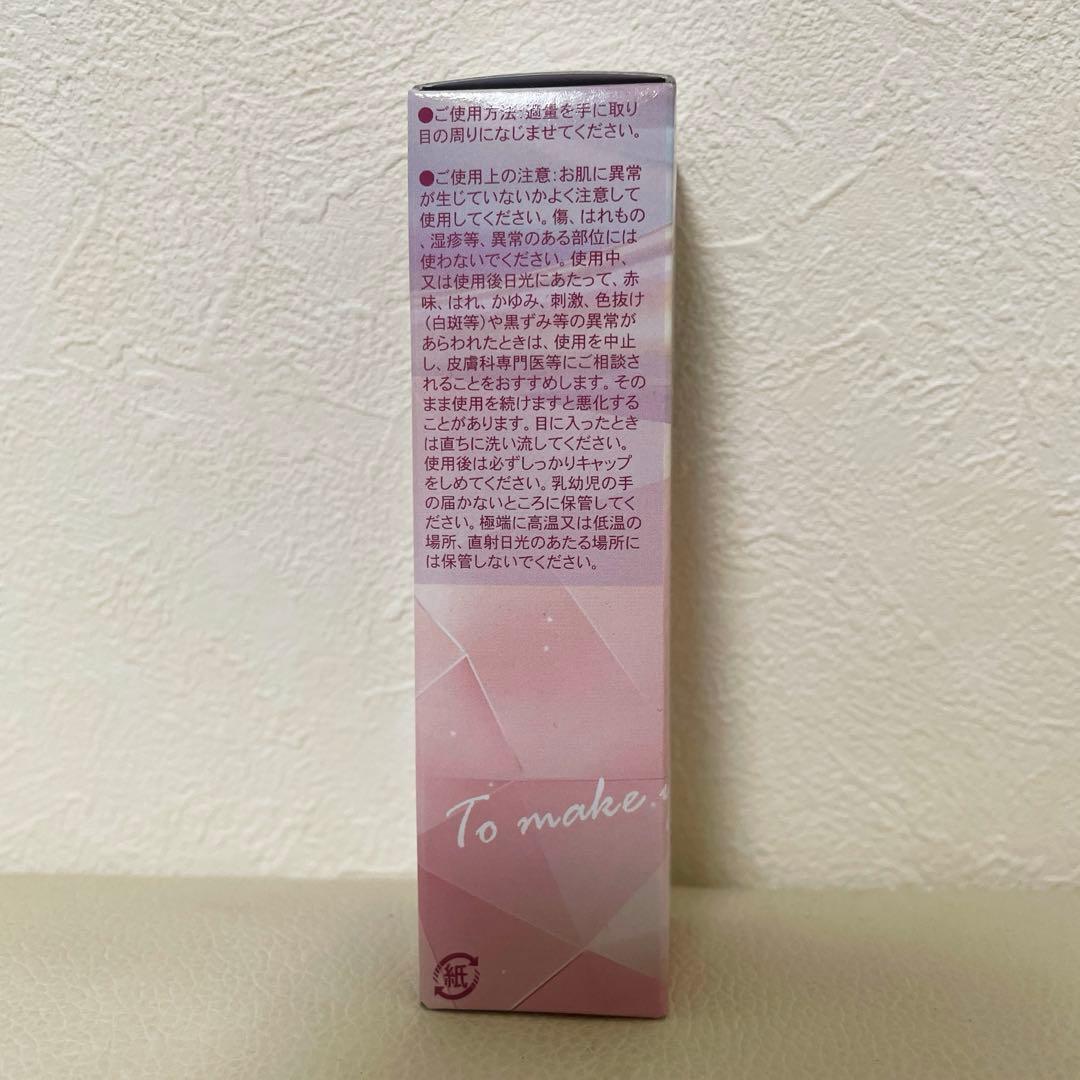 ●ご使用方法:適量を手に取り
目の周りになじませてください。
●ご使用上の注意:お肌に異常
が生じていないかよく注意して
使用してください。傷、はれもの
、湿疹等、異常のある部位には
使わないでください。使用中、
又は使用後日光にあたって、赤
味、はれ、かゆみ、刺激、色抜け
(白斑等)や黒ずみ等の異常が
あらわれたときは、使用を中止
し、皮膚科専門医等にご相談さ
れることをおすすめします。その
まま使用を続けますと悪化する
ことがあります。目に入ったとき
は直ちに洗い流してください。
使用後は必ずしっかりキャップ
をしめてください。乳幼児の手
の届かないところに保管してく
ださい。極端に高温又は低温の
場所、直射日光のあたる場所に
は保管しないでください。
To make
紙